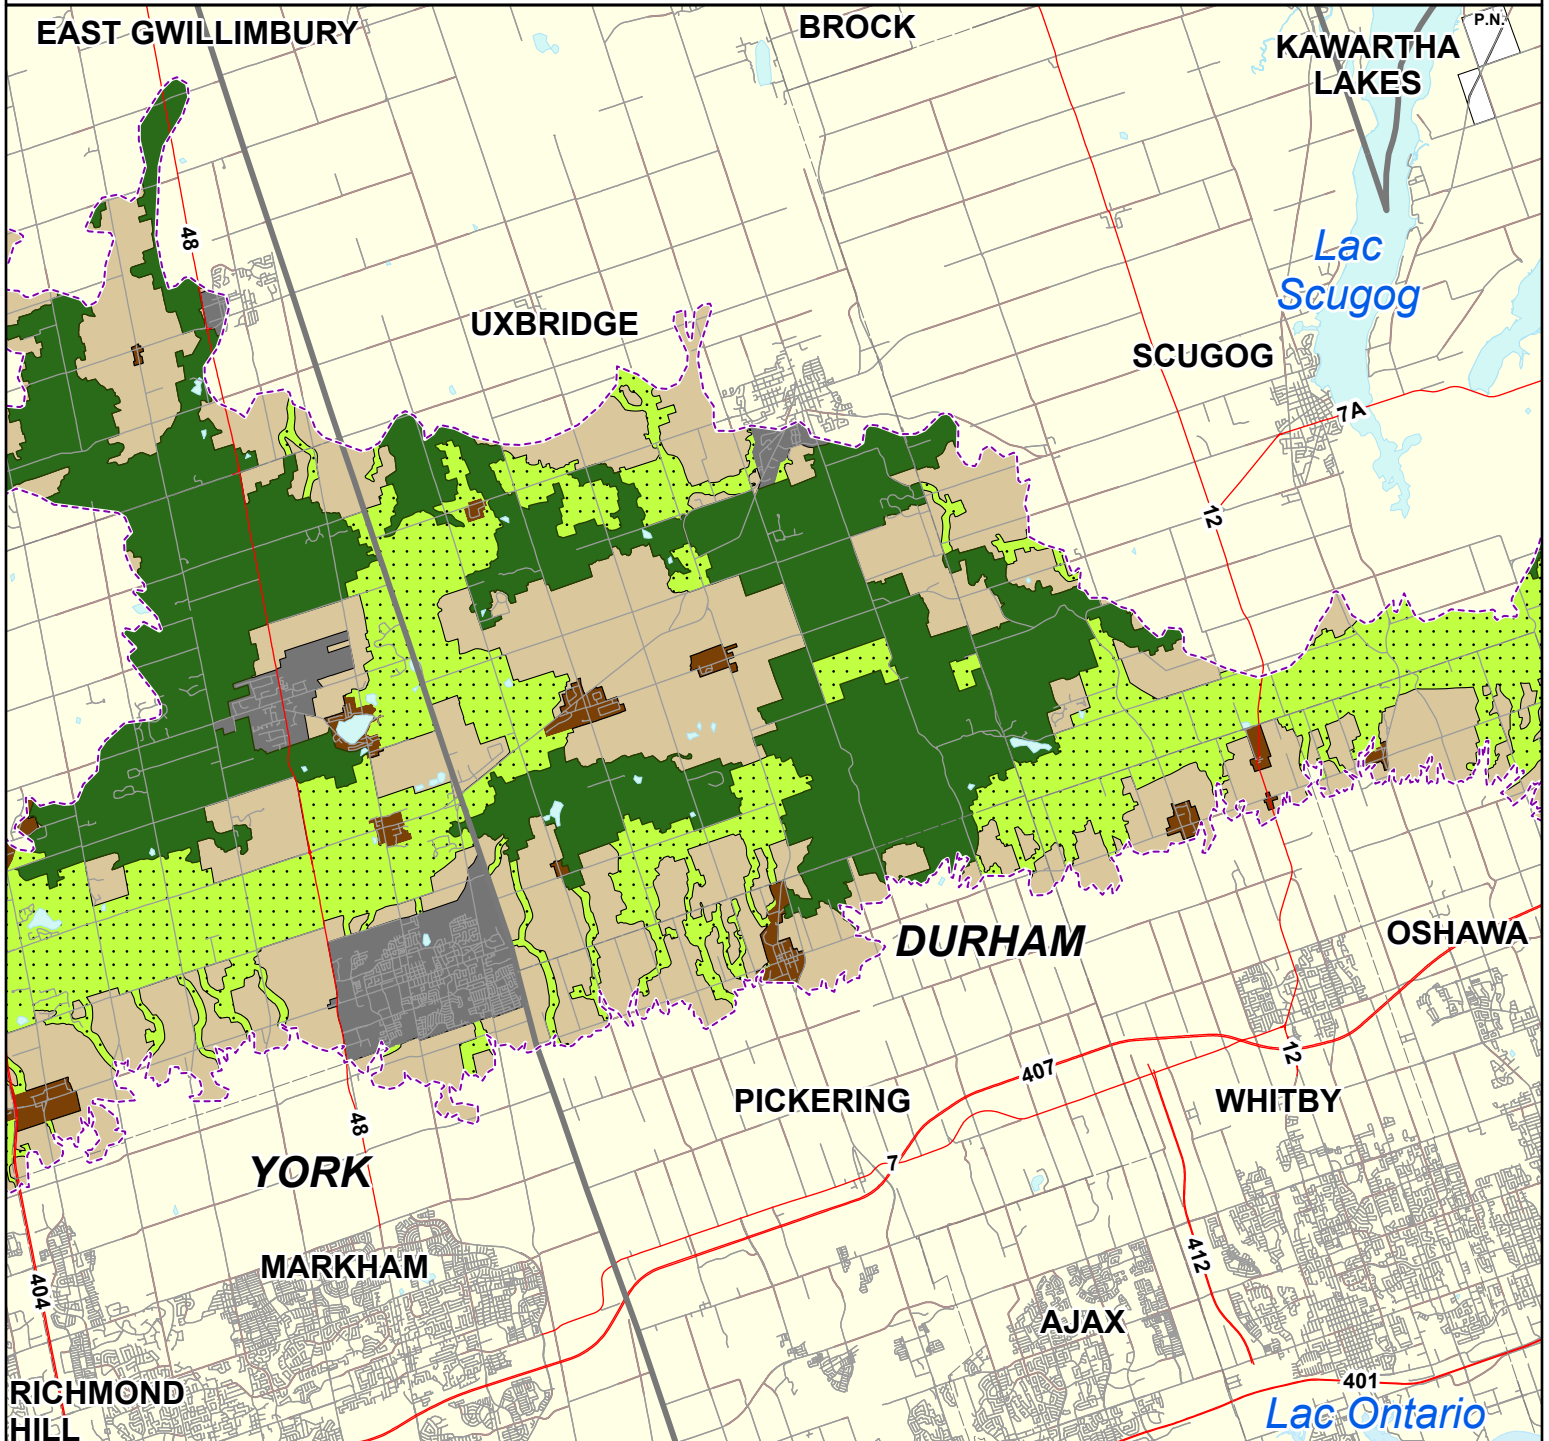 EAST GWILLIMBURY
BROCK
P.N.
KAWARTHA
LAKES
48
Lac
Scugog
UXBRIDGE
SCUGOG
7A
12
DURHAM
OSHAWA
12
407
PICKERING
WHITBY
48
7
YORK
MARKHAM
412
404
AJAX
RICHMOND
HILL
401
Lac Ontario